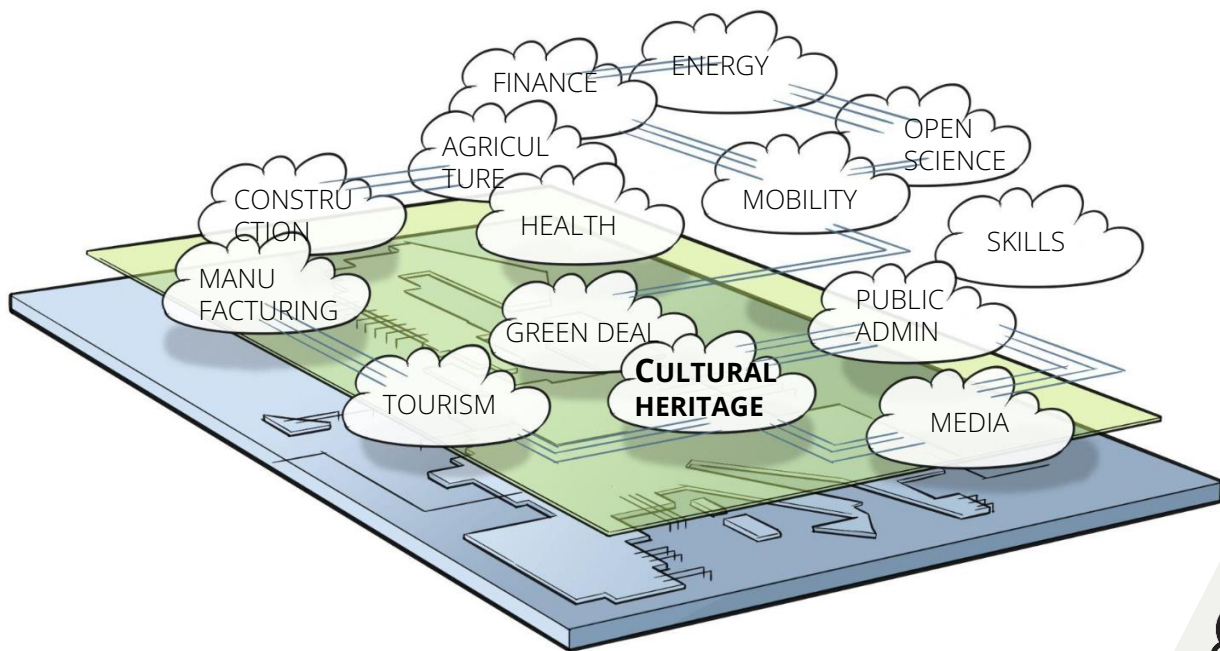 ENERGY
FINANCE
OPEN
SCIENCE
AGRICUL
TURE
MOBILITY
CONSTRU
CTION
HEALTH
SKILLS
MANU
FACTURING
PUBLIC
ADMIN
GREEN DEAL
CULTURAL
HERITAGE
TOURISM
MEDIA